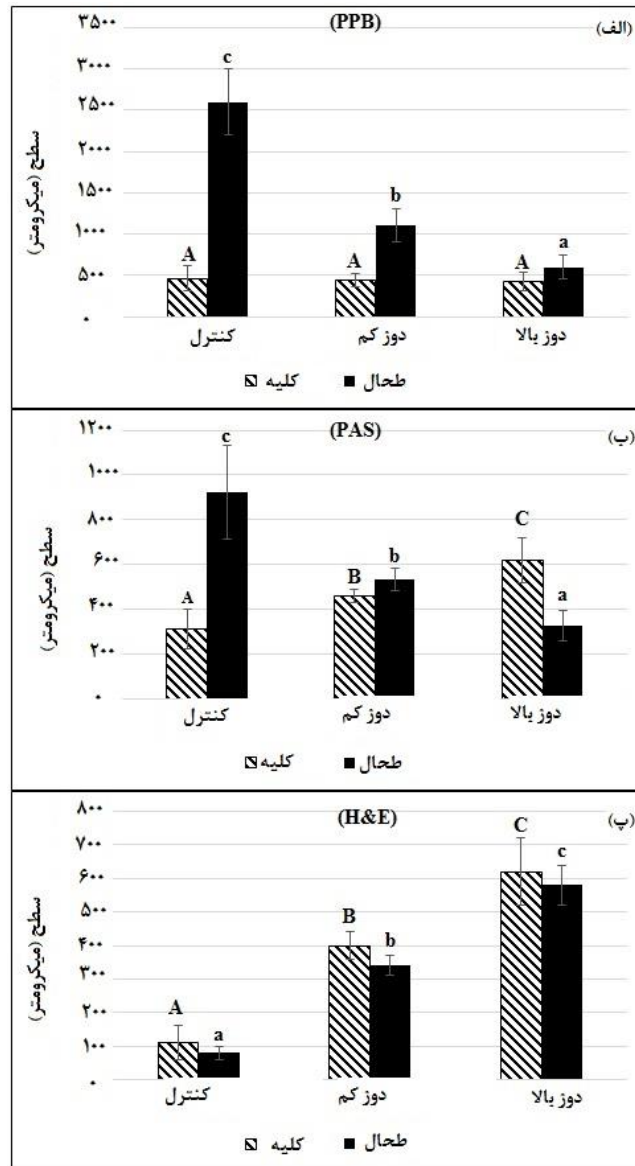 (PPB)
(الف)
سطح (میکرومتر)
۳۵۰۰
۳۰۰۰
۲۵۰۰
۲۰۰۰
۱۵۰۰
۱۰۰۰
۵۰۰
۰
A
c
A
b
A
a
کنترل
دوز کم
دوز بالا
کلیه
طحال
(PAS)
(ب)
سطح (میکرومتر)
۱۲۰۰
۱۰۰۰
۸۰۰
۶۰۰
۴۰۰
۲۰۰
۰
A
c
B
b
C
a
کنترل
دوز کم
دوز بالا
کلیه
طحال
(H&E)
(پ)
سطح (میکرومتر)
۸۰۰
۷۰۰
۶۰۰
۵۰۰
۴۰۰
۳۰۰
۲۰۰
۱۰۰
۰
A
a
B
b
C
c
کنترل
دوز کم
دوز بالا
کلیه
طحال